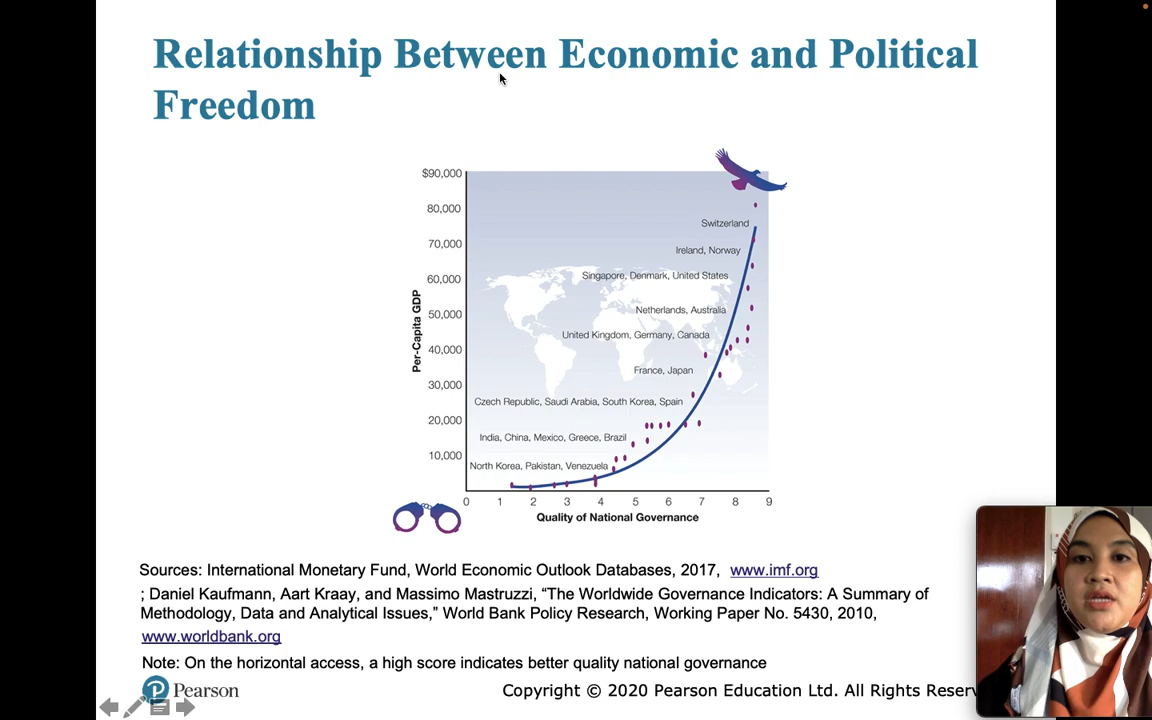 Relationship Between Economic and Political
Freedom
$90,000
80,000
70,000
60,000
50,000
40,000
30,000
20,000
10,000
Per-Capita GDP
Switzerland
Ireland, Norway
Singapore, Denmark, United States
Netherlands, Australia
United Kingdom, Germany, Canada
France, Japan
Czech Republic, Saudi Arabia, South Korea, Spain
India, China, Mexico, Greece, Brazil
North Korea, Pakistan, Venezuela
0 1 2 3 4 5 6 7 8 9
Quality of National Governance
Sources: International Monetary Fund, World Economic Outlook Databases, 2017, www.imf.org
; Daniel Kaufmann, Aart Kraay, and Massimo Mastruzzi, “The Worldwide Governance Indicators: A Summary of
Methodology, Data and Analytical Issues,” World Bank Policy Research, Working Paper No. 5430, 2010,
www.worldbank.org
Note: On the horizontal access, a high score indicates better quality national governance
P Pearson
Copyright © 2020 Pearson Education Ltd. All Rights Reserv